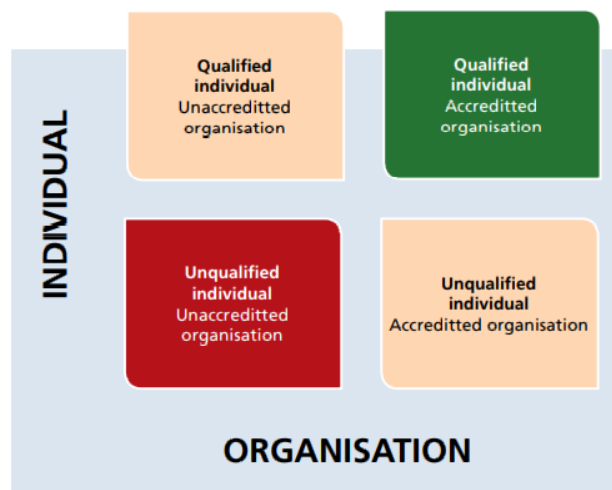 Qualified
individual
Unaccreditted
organisation
Qualified
individual
Accreditted
organisation
INDIVIDUAL
Unqualified
individual
Unaccreditted
organisation
Unqualified
individual
Accreditted organisation
ORGANISATION